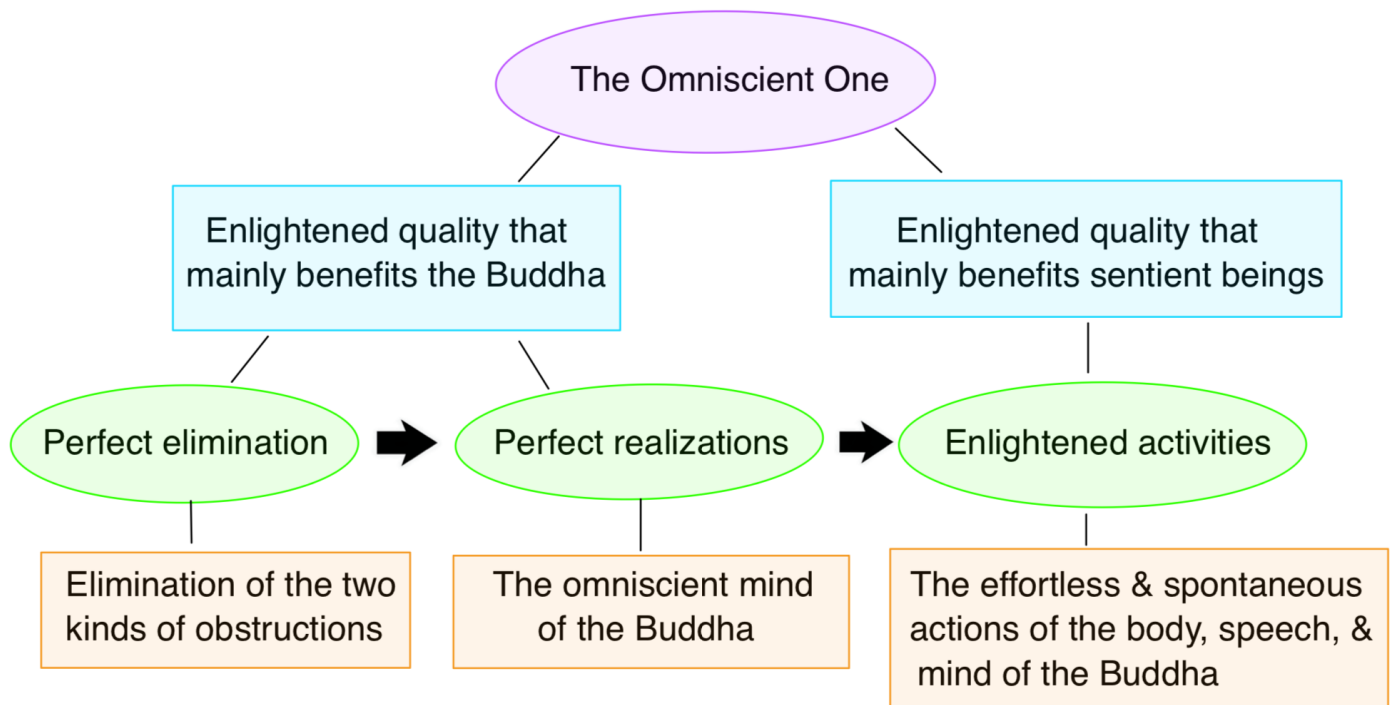 The Omniscient One
Enlightened quality that
mainly benefits the Buddha
Enlightened quality that
mainly benefits sentient beings
Perfect elimination
Perfect realizations
Enlightened activities
Elimination of the two
kinds of obstructions
The omniscient mind
of the Buddha
The effortless & spontaneous
actions of the body, speech, &
mind of the Buddha